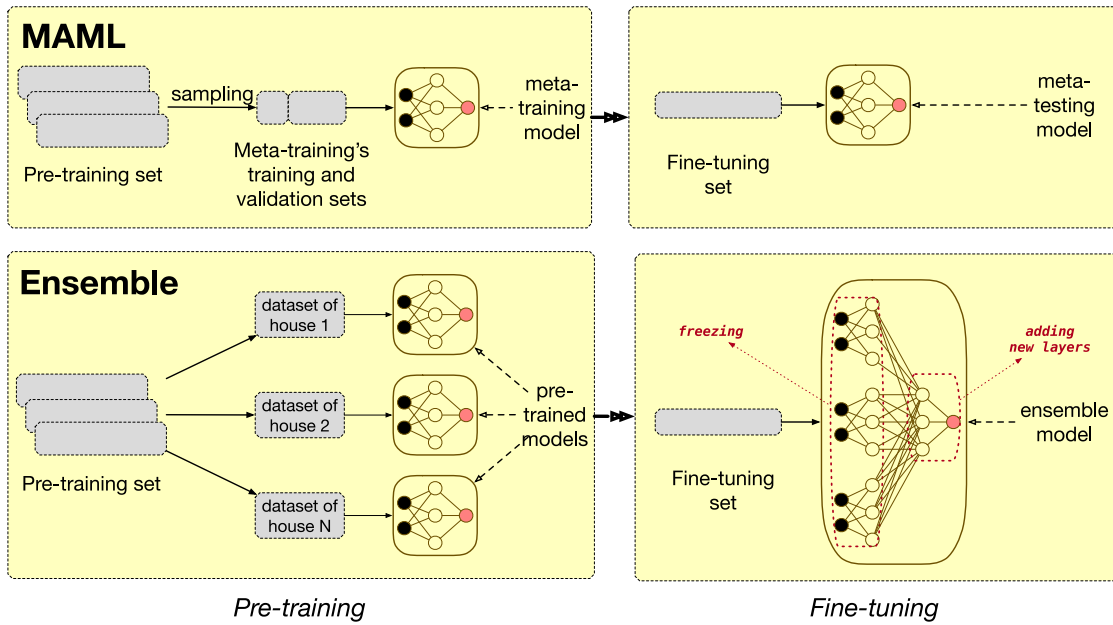 MAML
sampling
Pre-training set
Meta-training’s
training and
validation sets
meta-
training
model
Fine-tuning
set
meta-
testing
model
Ensemble
dataset of
house 1
dataset of
house 2
dataset of
house N
Pre-training set
pre-
trained
models
freezing
adding
new layers
Fine-tuning
set
ensemble
model
Pre-training
Fine-tuning